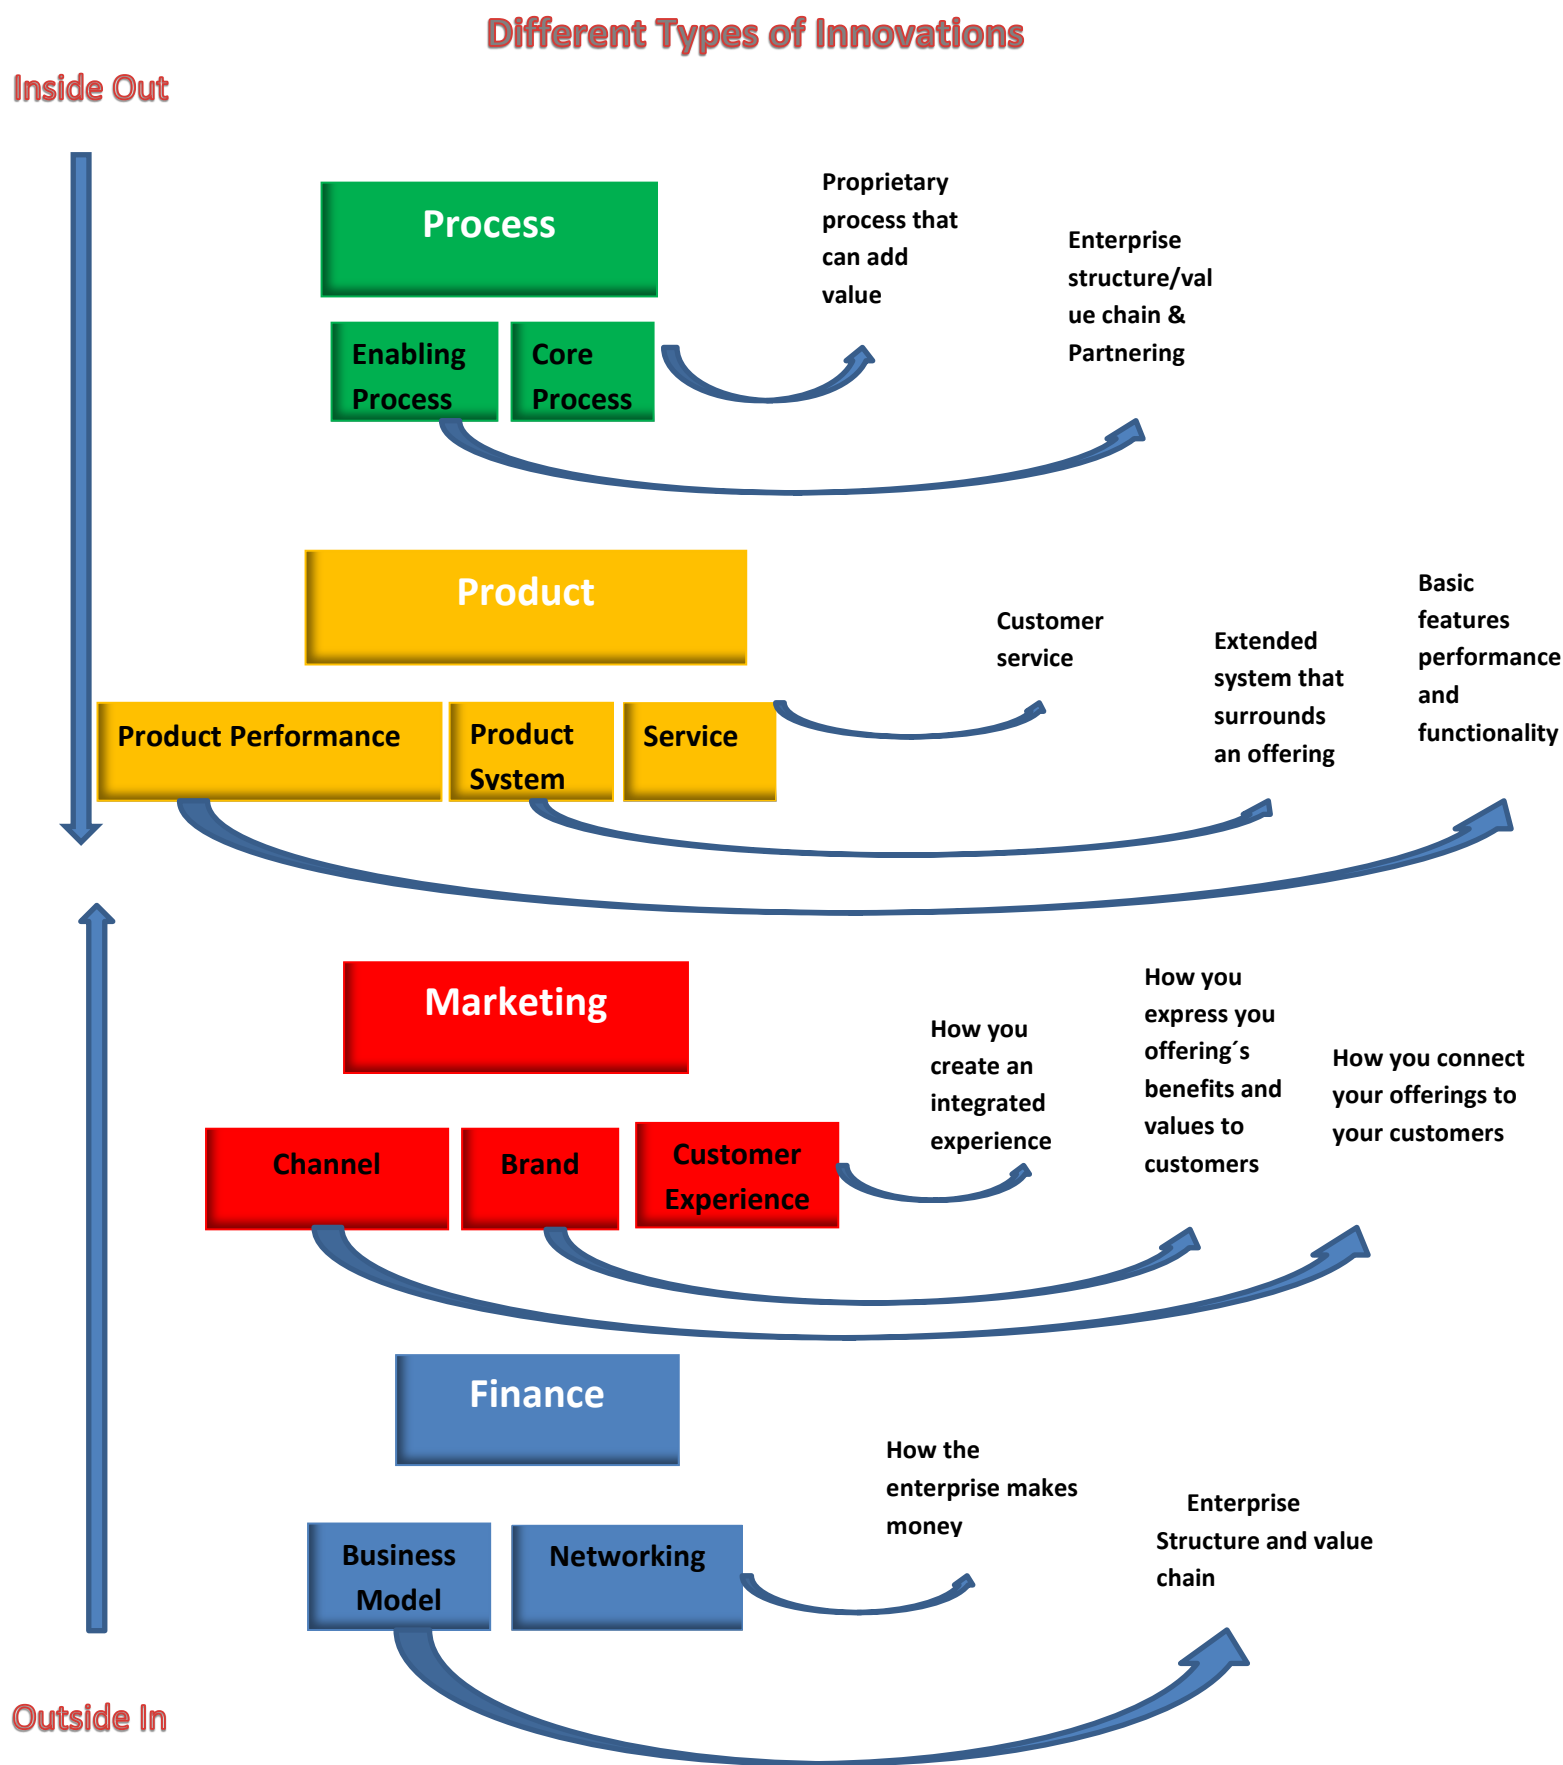 Different Types of Innovations
Inside Out
Process
Proprietary
process that
can add
value
Enterprise
structure/val
ue chain &
Partnering
Enabling
Process
Core
Process
Product
Customer
service
Extended
system that
surrounds
an offering
Basic
features
performance
and
functionality
Product Performance
Product
System
Service
Marketing
How you
create an
integrated
experience
How you
express you
offering´s
benefits and
values to
customers
How you connect
your offerings to
your customers
Channel
Brand
Customer
Experience
Finance
How the
enterprise makes
money
Enterprise
Structure and value
chain
Business
Model
Networking
Outside In